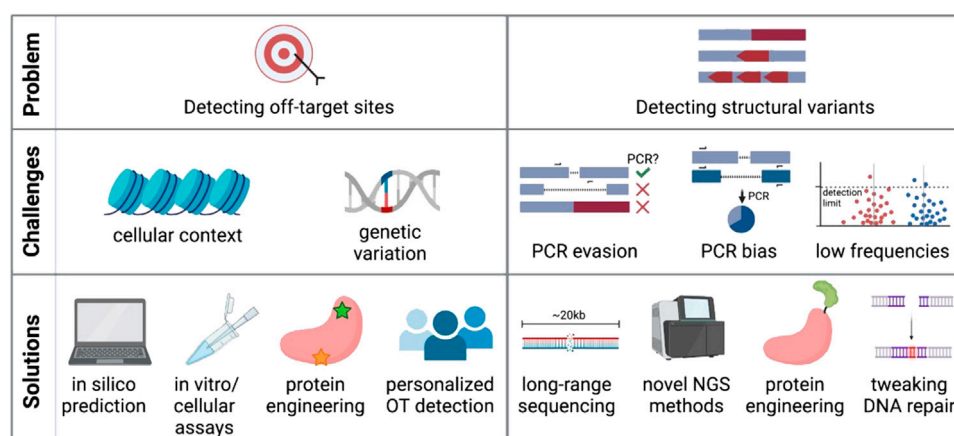 Problem
Detecting off-target sites
Detecting structural variants
Challenges
cellular context
genetic
variation
PCR?
PCR evasion
PCR
PCR bias
detection
limit
low frequencies
Solutions
in silico
prediction
in vitro/
cellular
assays
protein
engineering
personalized
OT detection
~20kb
long-range
sequencing
novel NGS
methods
protein
engineering
tweaking
DNA repair